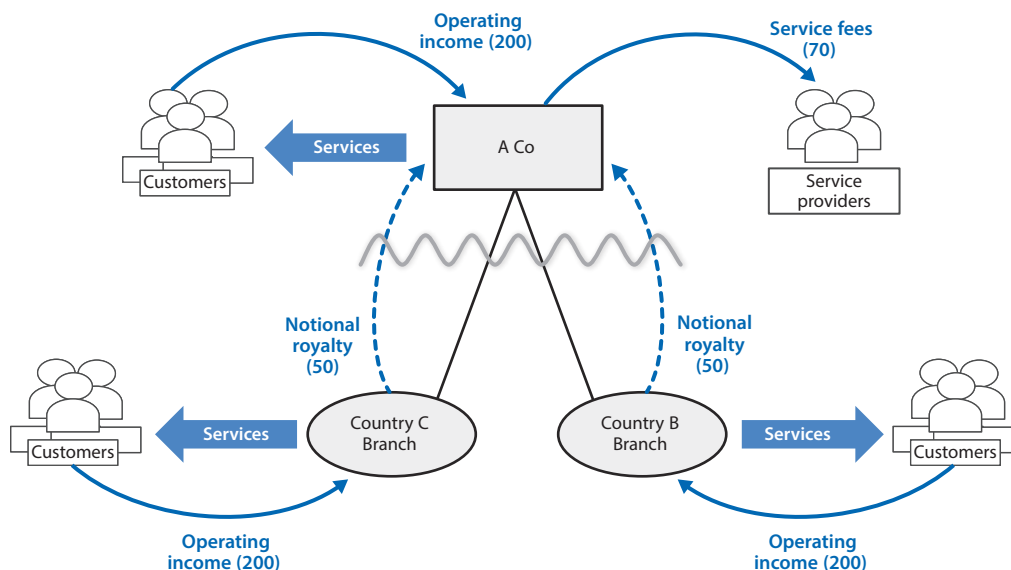 Operating
income (200)
Service fees
(70)
Services
A Co
Customers
Service
providers
Notional
royalty
(50)
Notional
royalty
(50)
Customers
Services
Country C
Branch
Country B
Branch
Services
Customers
Operating
income (200)
Operating
income (200)